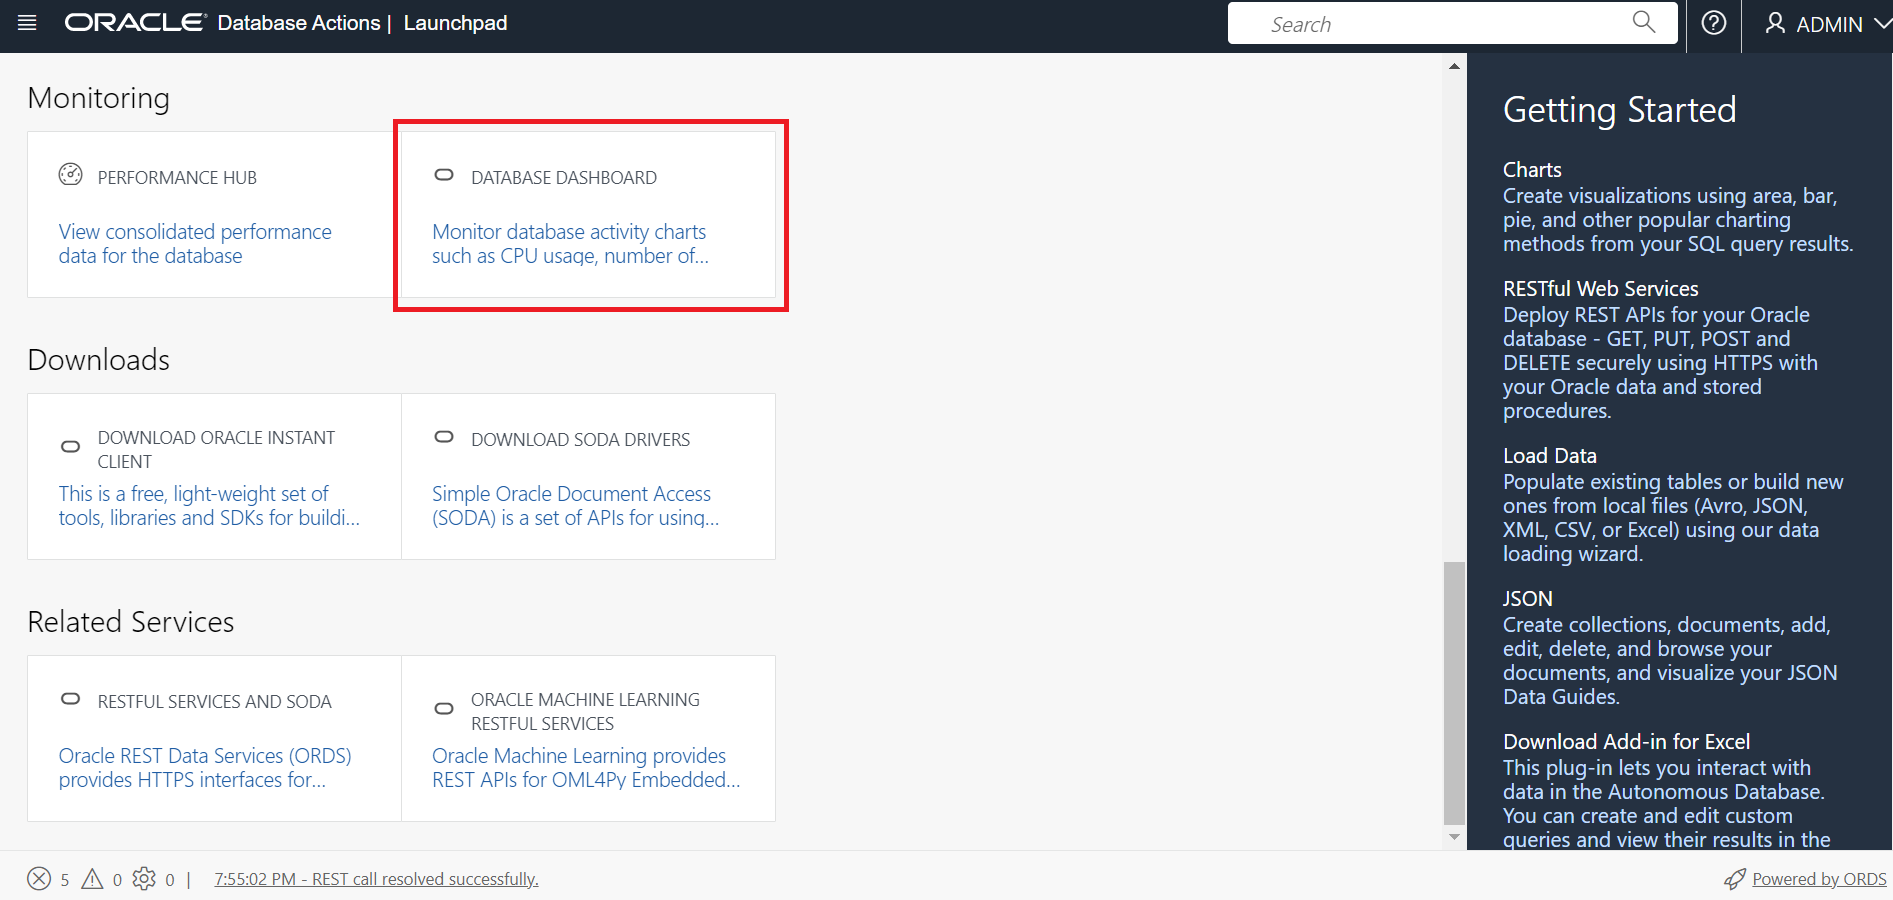 ORACLE® Database Actions | Launchpad
Search
ADMIN
Monitoring
PERFORMANCE HUB
View consolidated performance
data for the database
DATABASE DASHBOARD
Monitor database activity charts
such as CPU usage, number of...
Downloads
DOWNLOAD ORACLE INSTANT
CLIENT
This is a free, light-weight set of
tools, libraries and SDKs for buildi...
DOWNLOAD SODA DRIVERS
Simple Oracle Document Access
(SODA) is a set of APIs for using...
Related Services
RESTFUL SERVICES AND SODA
Oracle REST Data Services (ORDS)
provides HTTPS interfaces for...
ORACLE MACHINE LEARNING
RESTFUL SERVICES
Oracle Machine Learning provides
REST APIs for OML4Py Embedded...
Getting Started
Charts
Create visualizations using area, bar,
pie, and other popular charting
methods from your SQL query results.
RESTful Web Services
Deploy REST APIs for your Oracle
database - GET, PUT, POST and
DELETE securely using HTTPS with
your Oracle data and stored
procedures.
Load Data
Populate existing tables or build new
ones from local files (Avro, JSON,
XML, CSV, or Excel) using our data
loading wizard.
JSON
Create collections, documents, add,
edit, delete, and browse your
documents, and visualize your JSON
Data Guides.
Download Add-in for Excel
This plug-in lets you interact with
data in the Autonomous Database.
You can create and edit custom
queries and view their results in the
5 0 0 | 7:55:02 PM - REST call resolved successfully.
Powered by ORDS